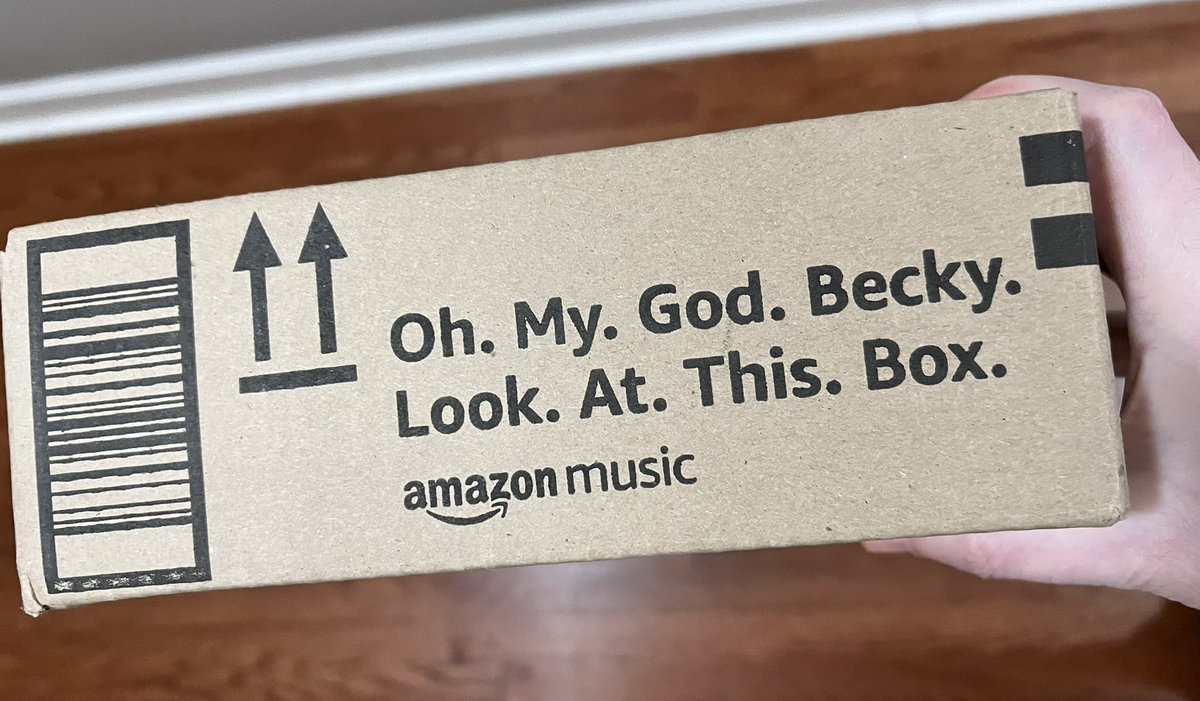 Oh. My. God. Becky.
Look. At. This. Box.
amazon music